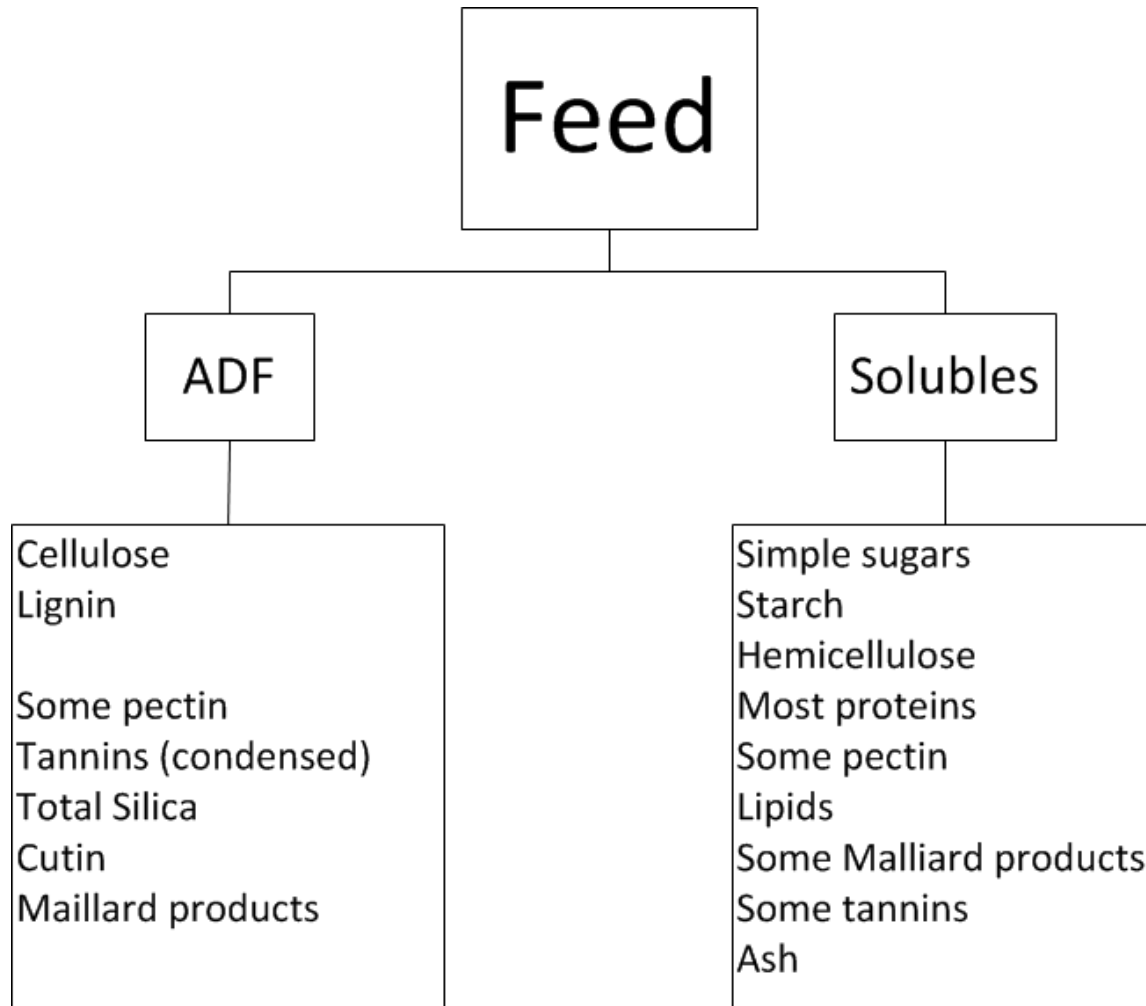 Feed
ADF
Solubles
Cellulose
Lignin
Some pectin
Tannins (condensed)
Total Silica
Cutin
Maillard products
Simple sugars
Starch
Hemicellulose
Most proteins
Some pectin
Lipids
Some Malliard products
Some tannins
Ash